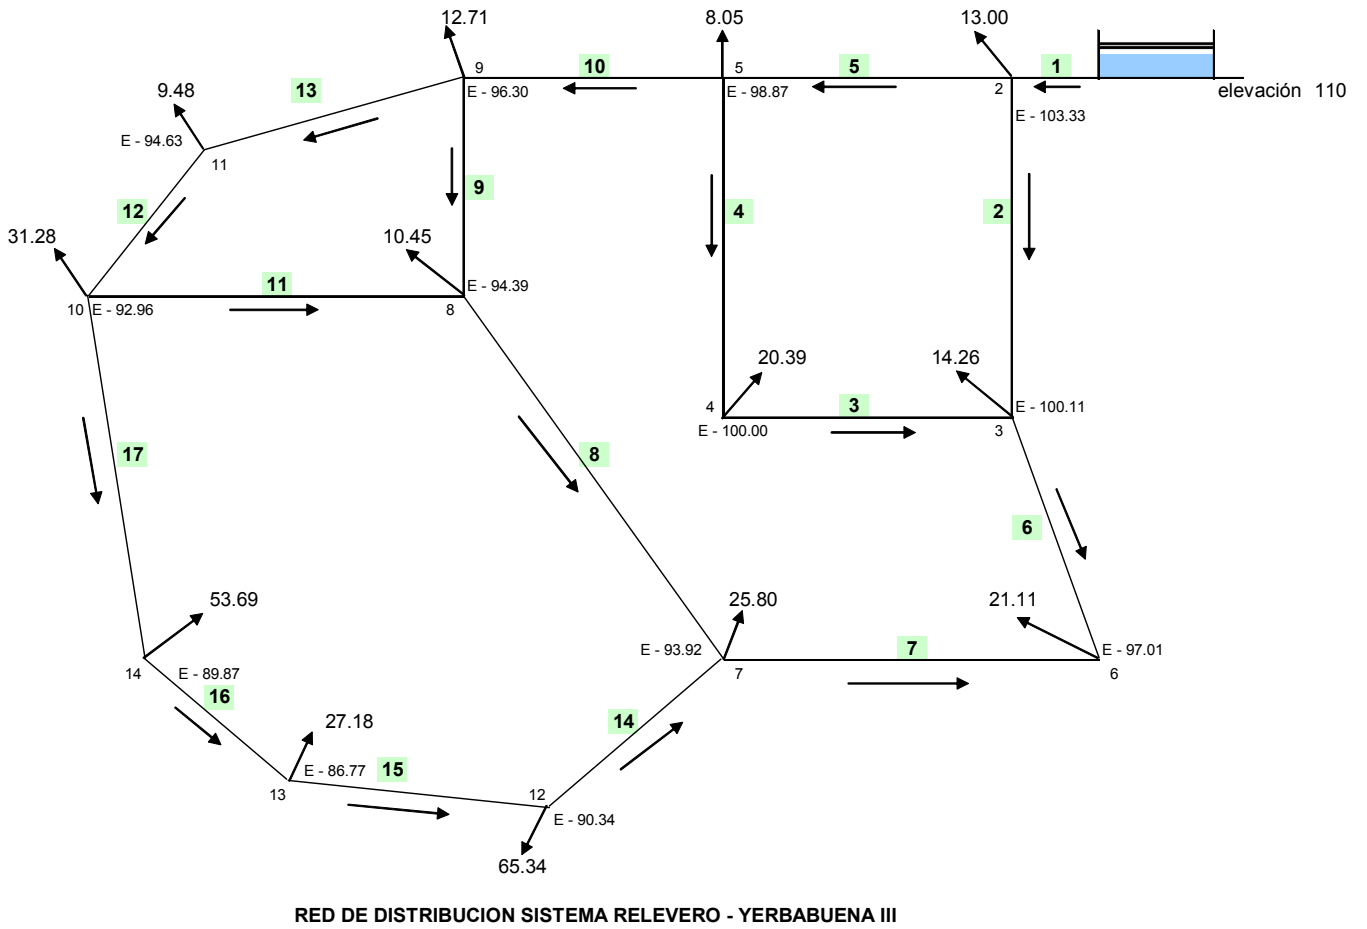 12.71
8.05
13.00
9
10
5
5
1
E - 96.30
E - 98.87
2
elevación 110
13
9.48
E - 103.33
E - 94.63
11
9
12
4
2
31.28
10.45
11
E - 94.39
10
E - 92.96
8
20.39
14.26
4
3
E - 100.11
E - 100.00
3
17
8
6
53.69
25.80
21.11
E - 93.92
7
E - 97.01
14
E - 89.87
7
6
16
27.18
14
E - 86.77
15
13
12
E - 90.34
65.34
RED DE DISTRIBUCION SISTEMA RELEVERO - YERBABUENA III